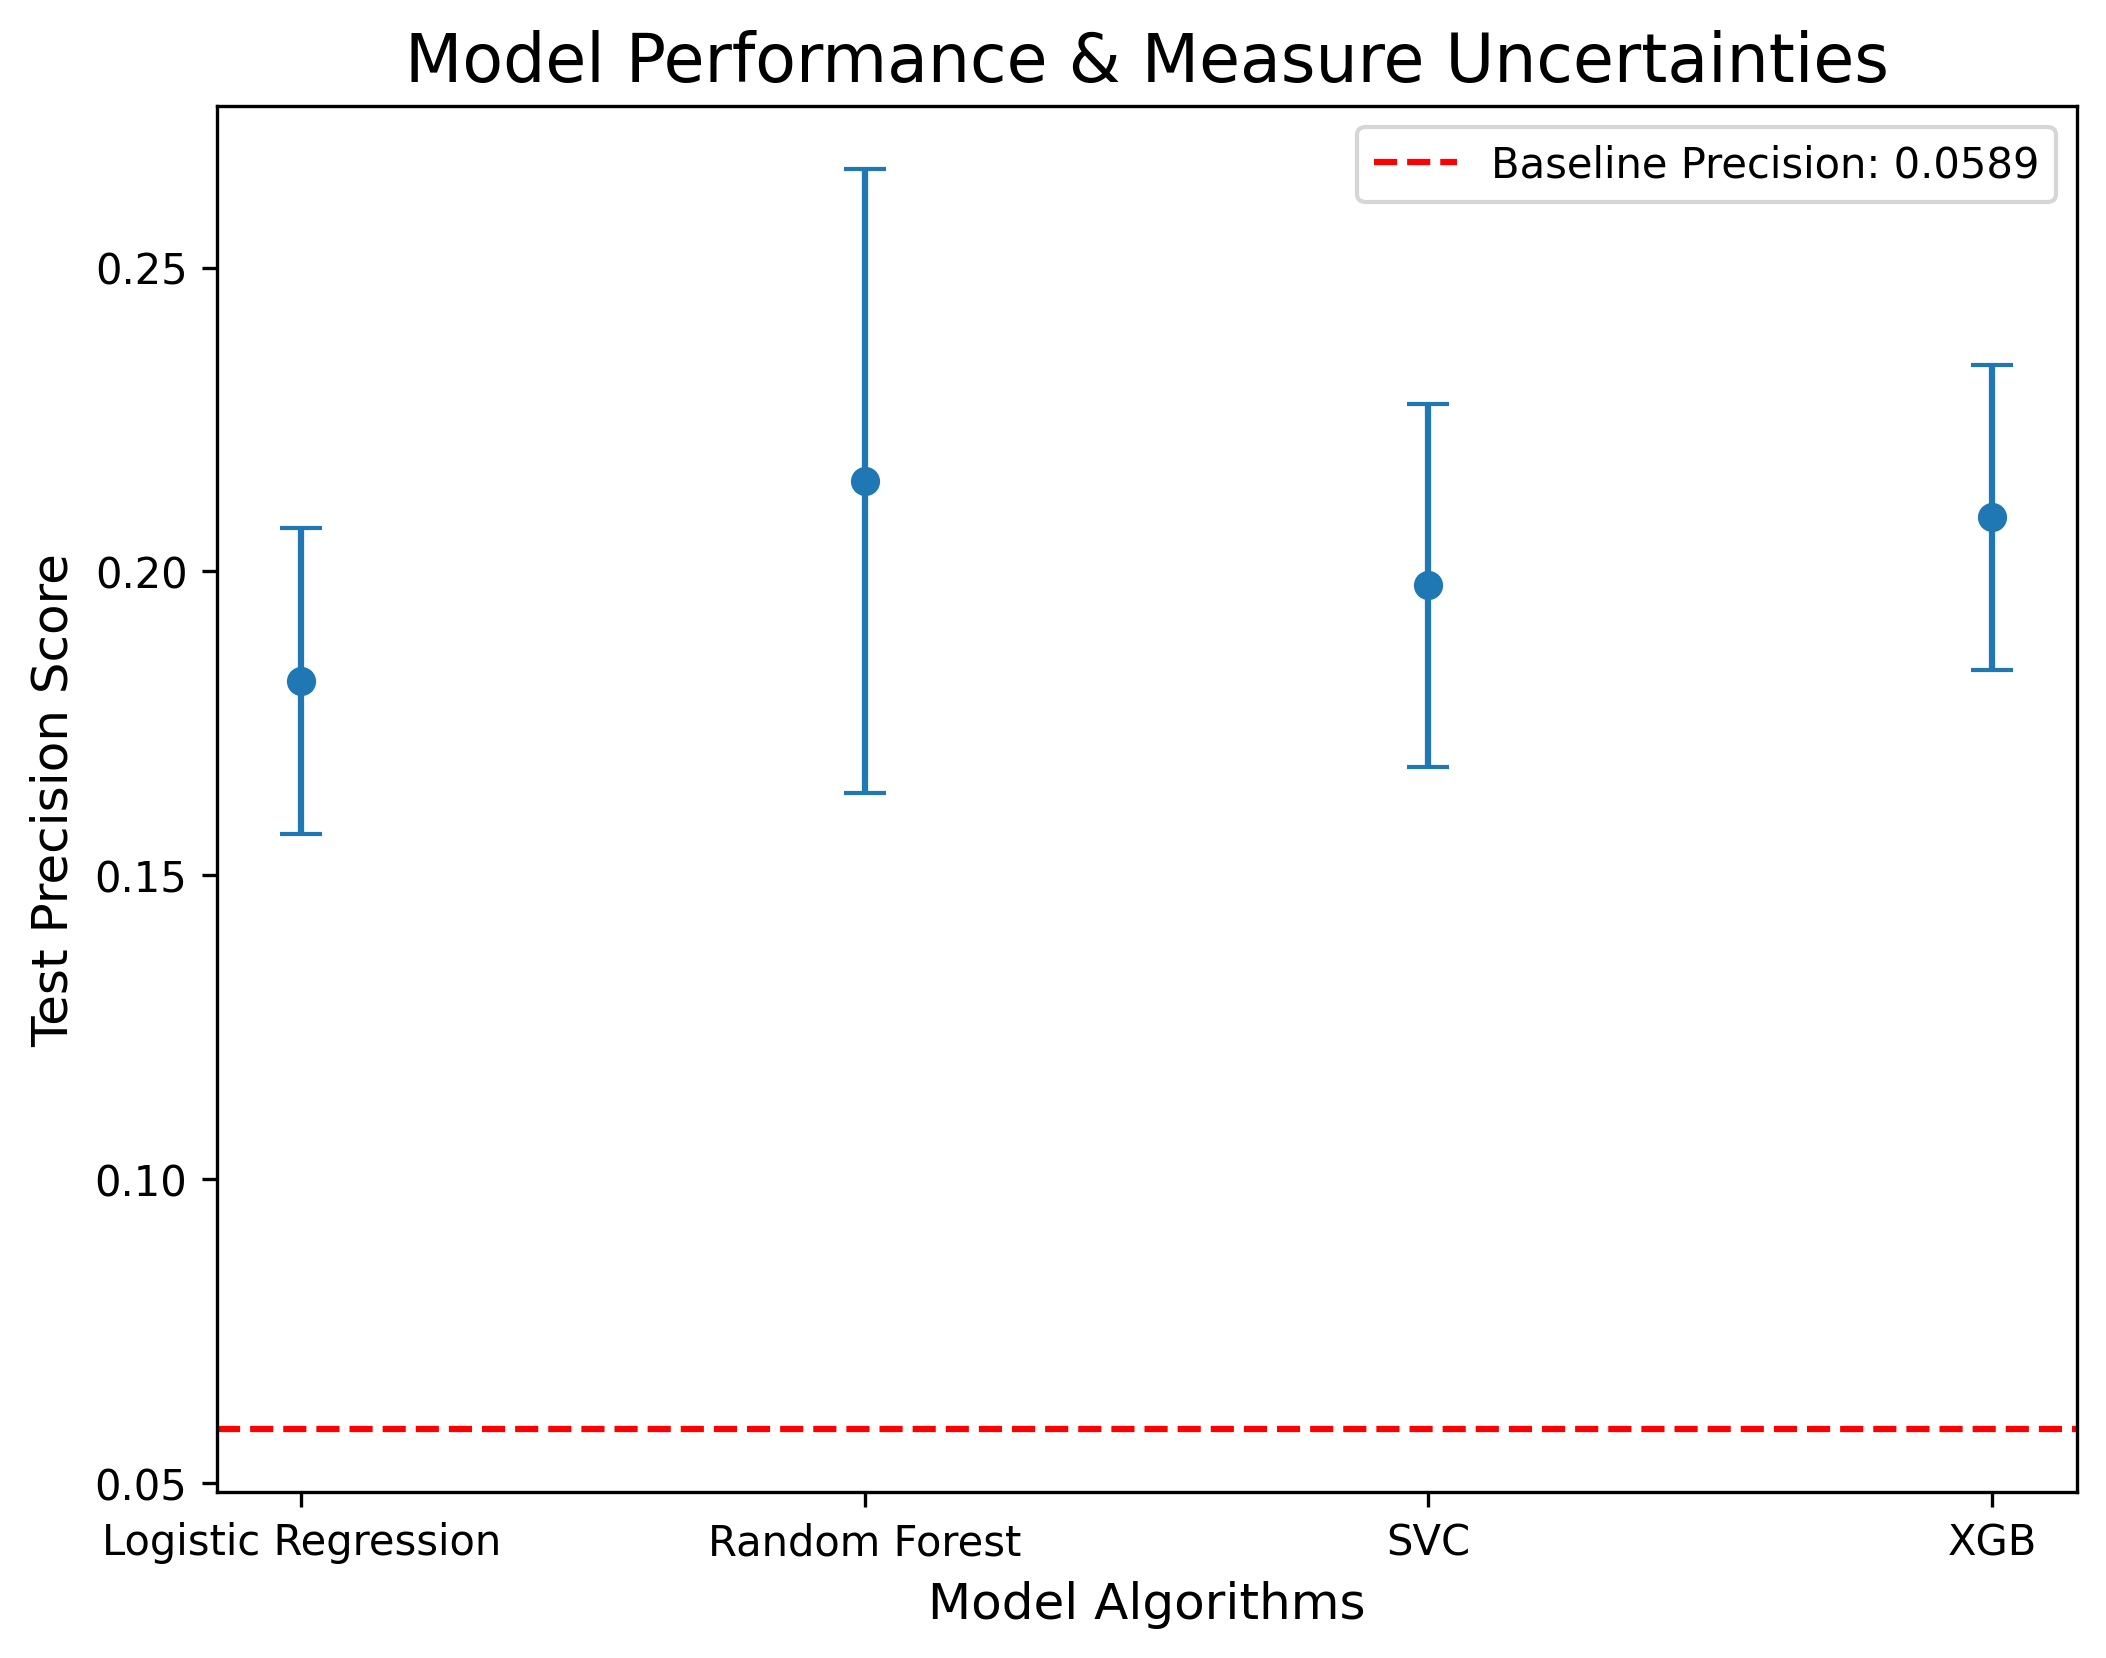 Model Performance & Measure Uncertainties
Baseline Precision: 0.0589
Test Precision Score
0.25
0.20
0.15
0.10
0.05
Logistic Regression
Random Forest
SVC
XGB
Model Algorithms